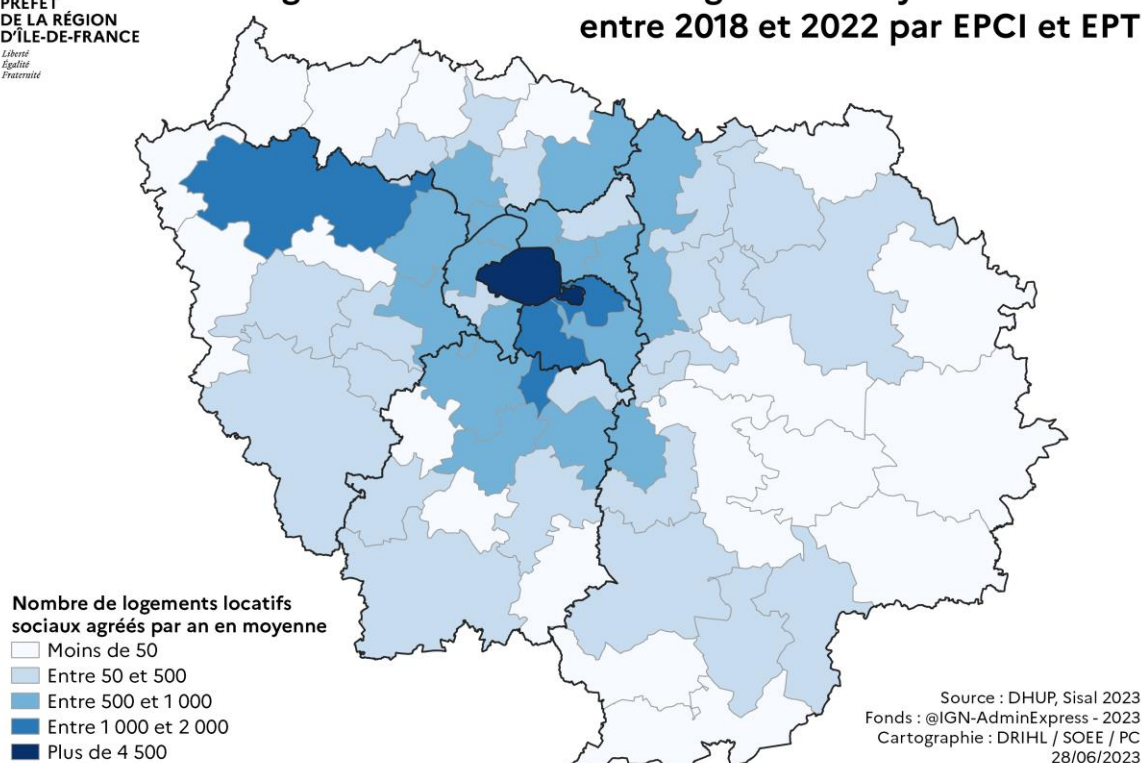 PRÉFET
DE LA RÉGION
D'ÎLE-DE-FRANCE
Liberté
Égalité
Fraternité
entre 2018 et 2022 par EPCI et EPT
Nombre de logements locatifs
sociaux agréés par an en moyenne
Moins de 50
Entre 50 et 500
Entre 500 et 1 000
Entre 1 000 et 2 000
Plus de 4 500
Source : DHUP, Sisal 2023
Fonds : @IGN-AdminExpress - 2023
Cartographie : DRIHL / SOEE / PC
28/06/2023